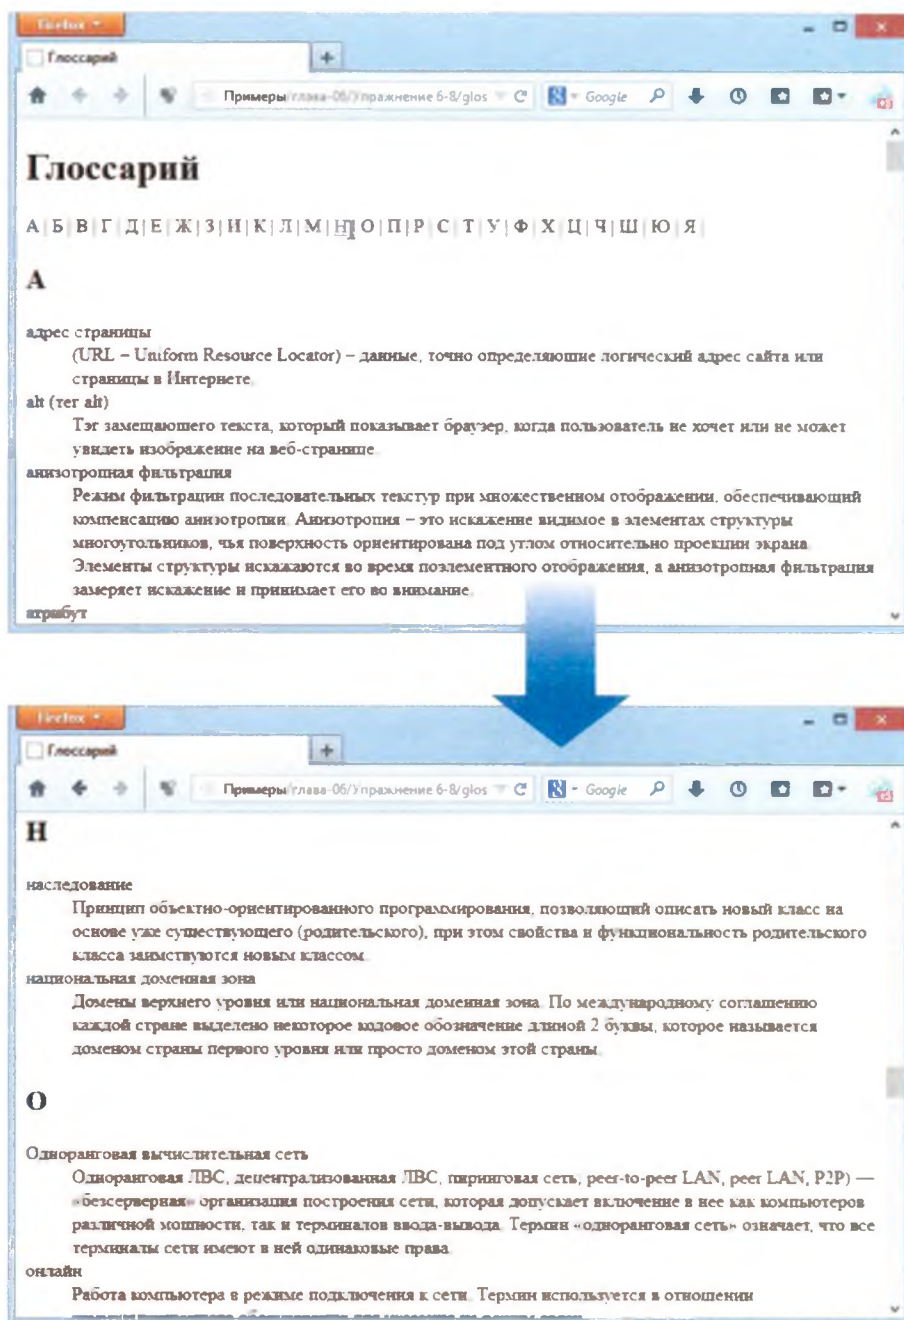 Firefox
Глоссарий
Примеры/глава-06/Упражнение 6-8/glos
Google
Глоссарий
А | Б | В | Г | Д | Е | Ж | З | И | К | Л | М | Н | О | П | Р | С | Т | У | Ф | Х | Ц | Ч | Ш | Ю | Я |
А
адрес страницы
(URL – Uniform Resource Locator) – данные, точно определяющие логический адрес сайта или
страницы в Интернете.
alt (тег alt)
Тэг замещающего текста, который показывает браузер, когда пользователь не хочет или не может
увидеть изображение на веб-странице.
анизотропная фильтрация
Режим фильтрации последовательных текстур при множественном отображении, обеспечивающий
компенсацию анизотропии. Анизотропия – это искажение видимое в элементах структуры
многоугольников, чья поверхность ориентирована под углом относительно проекции экрана.
Элементы структуры искажаются во время поэлементного отображения, а анизотропная фильтрация
замеряет искажение и принимает его во внимание.
атрибут
Firefox
Глоссарий
Примеры/глава-06/Упражнение 6-8/glos
Google
Н
наследование
Принцип объектно-ориентированного программирования, позволяющий описать новый класс на
основе уже существующего (родительского), при этом свойства и функциональность родительского
класса заимствуются новым классом.
национальная доменная зона
Домены верхнего уровня или национальная доменная зона. По международному соглашению
каждой стране выделено некоторое кодовое обозначение длиной 2 буквы, которое называется
доменом страны первого уровня или просто доменом этой страны.
О
Одноранговая вычислительная сеть
Одноранговая ЛВС, децентрализованная ЛВС, пиринговая сеть, peer-to-peer LAN, peer LAN, P2P) —
«безсерверная» организация построения сети, которая допускает включение в нее как компьютеров
различной мощности, так и терминалов ввода-вывода. Термин «одноранговая сеть» означает, что все
терминалы сети имеют в ней одинаковые права.
онлайн
Работа компьютера в режиме подключения к сети. Термин используется в отношении